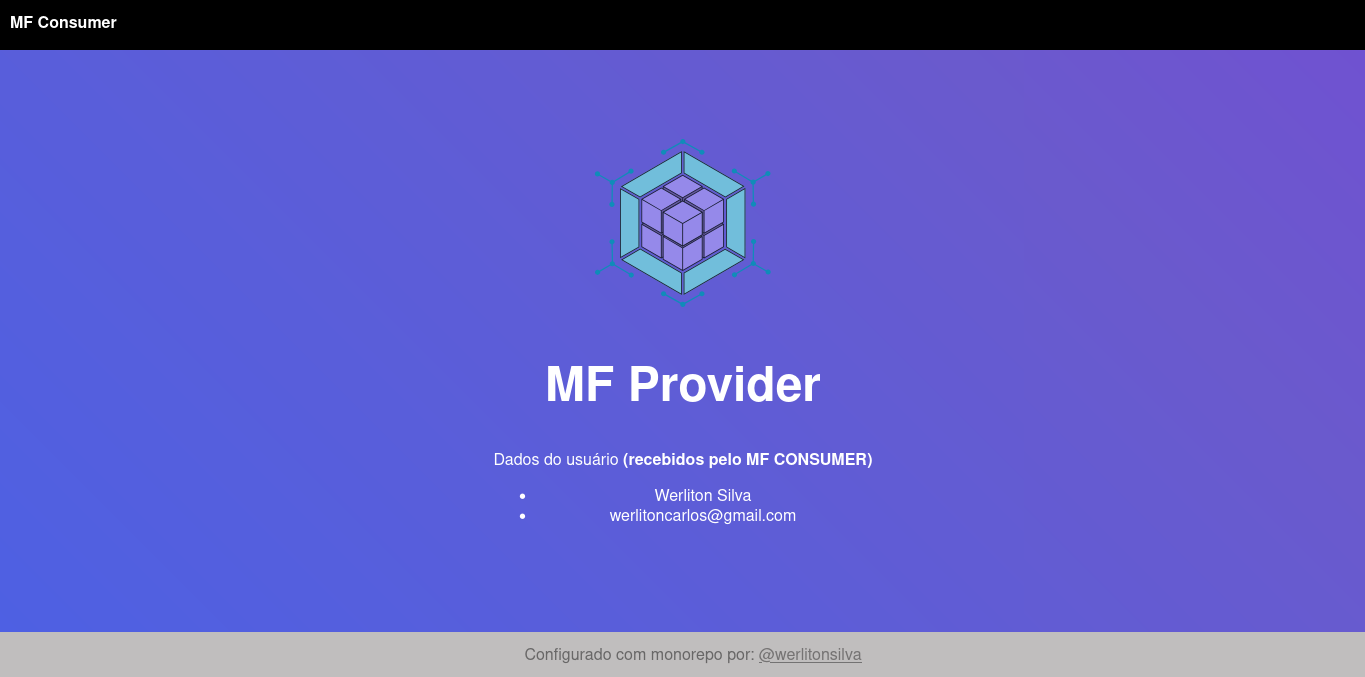 MF Consumer
MF Provider
Dados do usuário (recebidos pelo MF CONSUMER)
Werliton Silva
werlitoncarlos@gmail.com
Configurado com monorepo por: @werlitonsilva